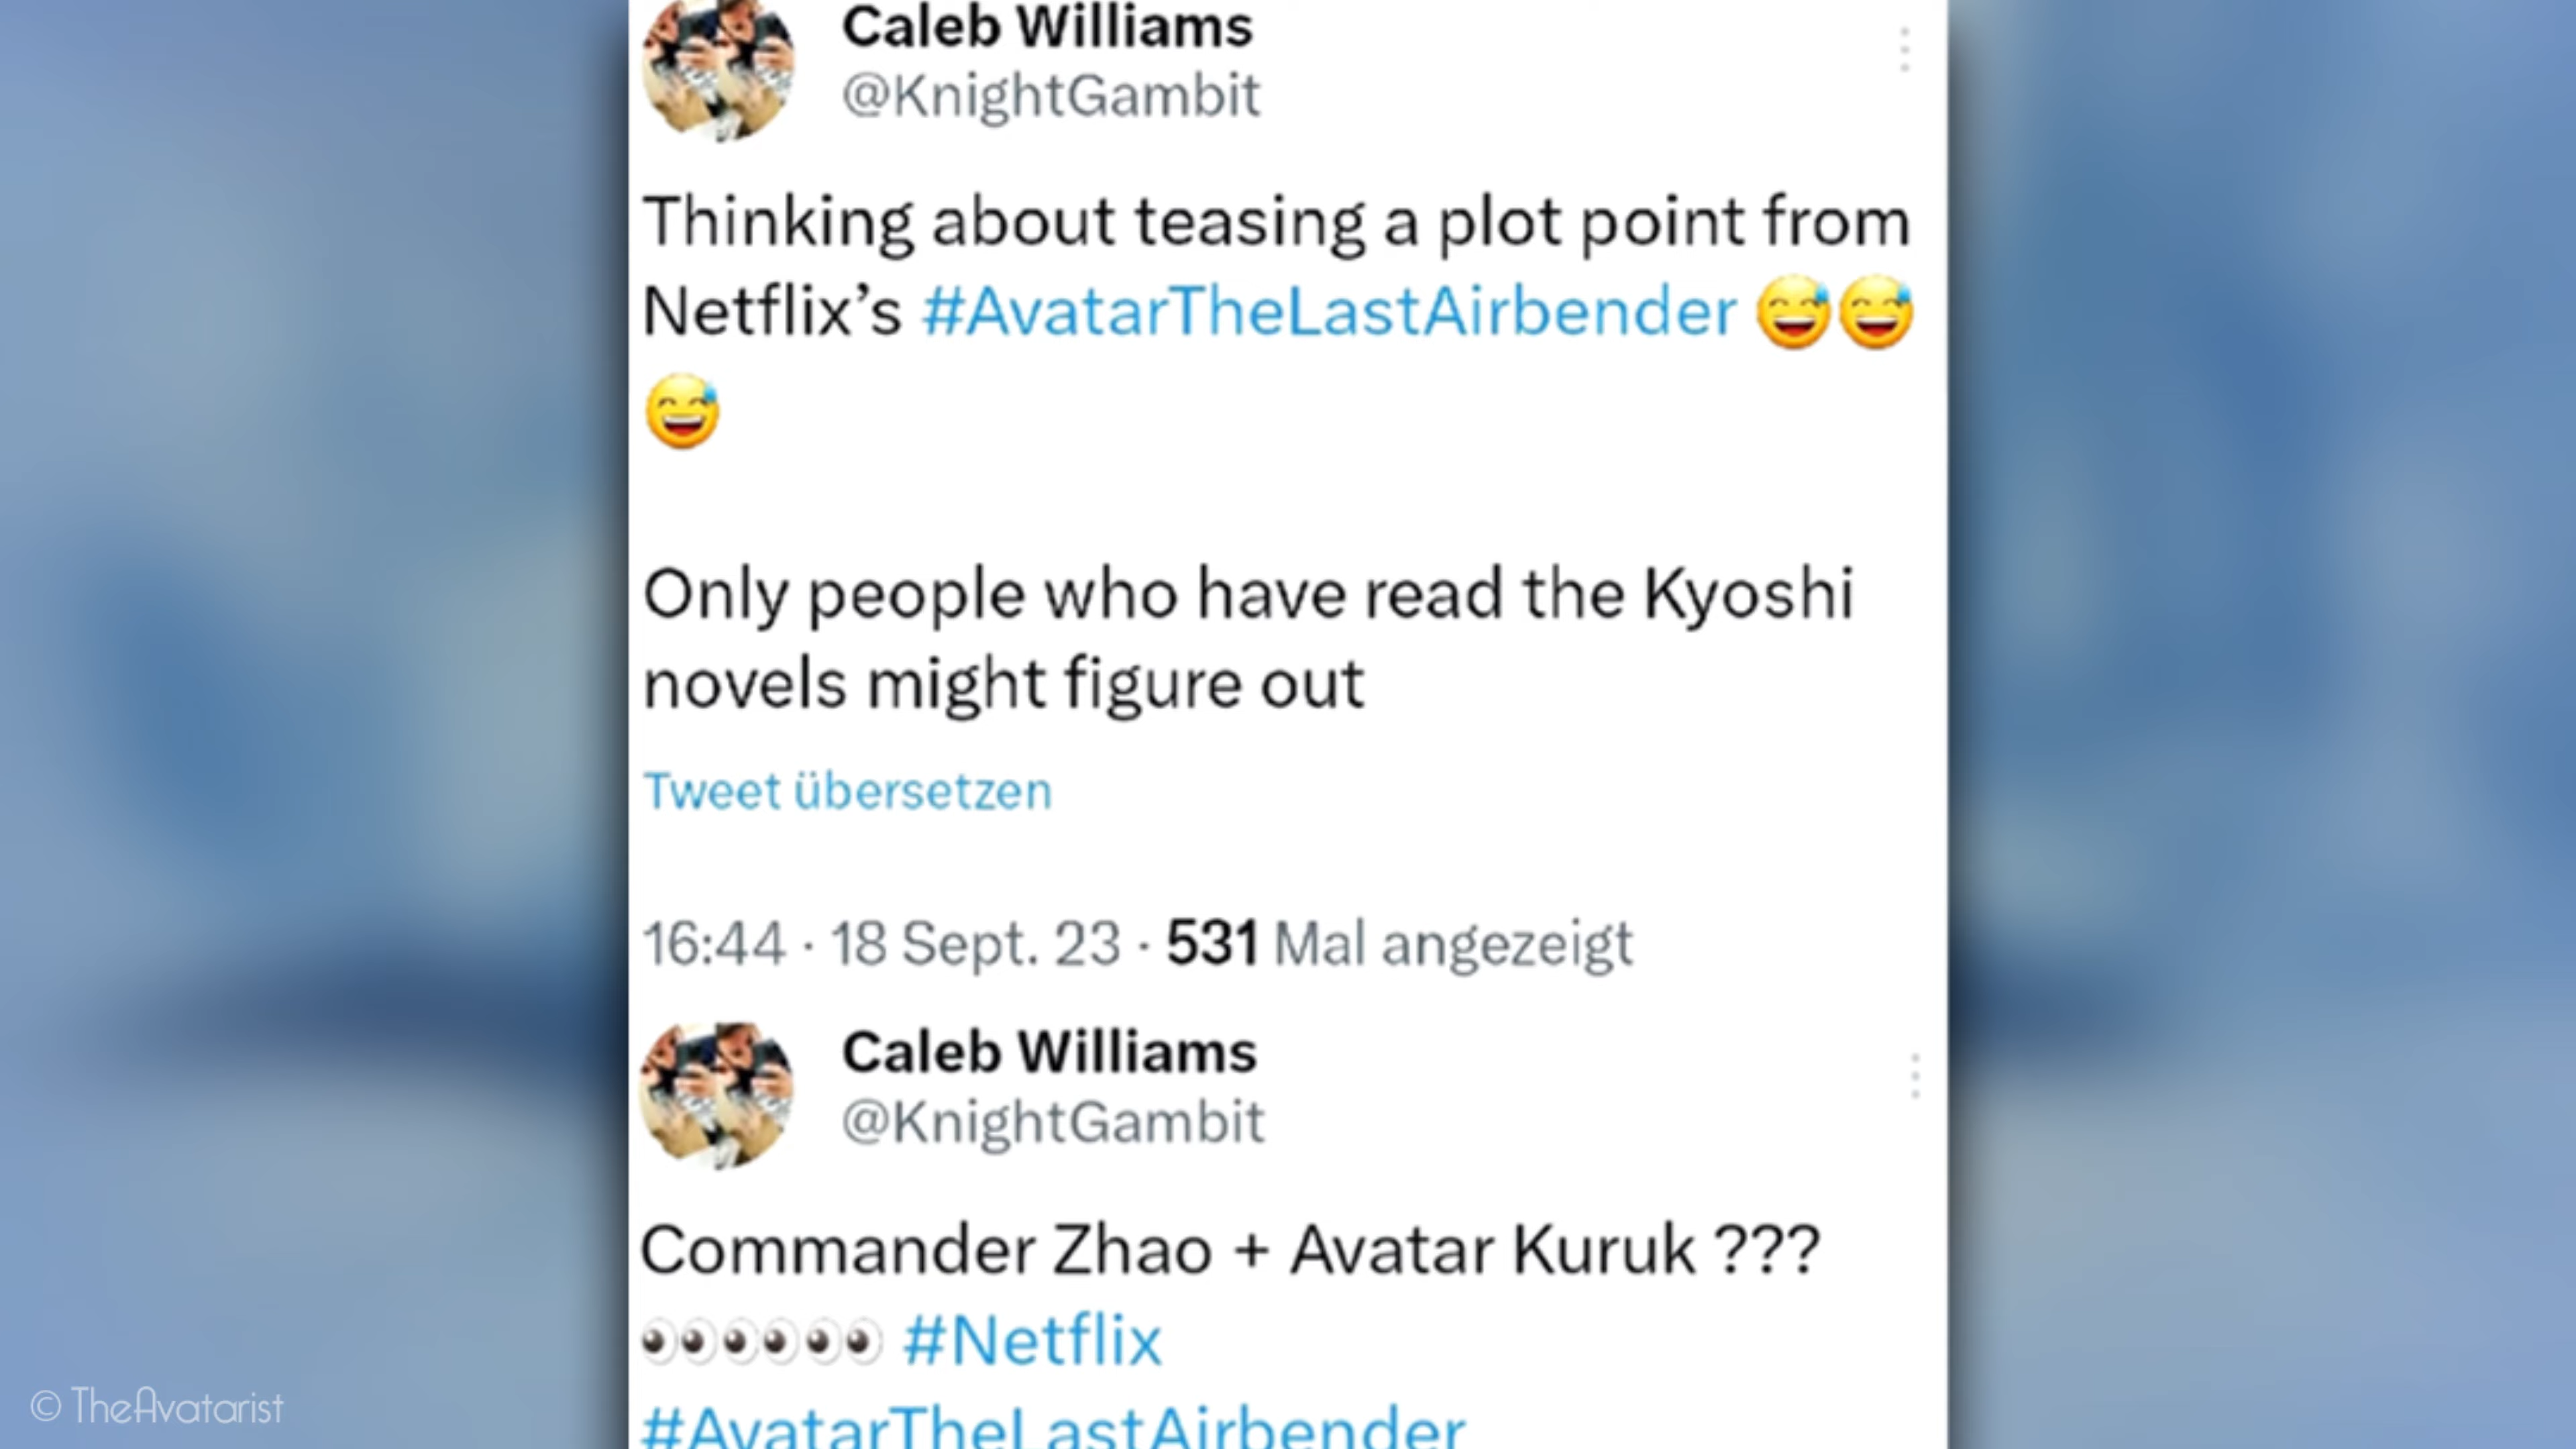 Caleb Williams
@KnightGambit
Thinking about teasing a plot point from
Netflix’s #AvatarTheLastAirbender 😅😅
😅
Only people who have read the Kyoshi
novels might figure out
Tweet übersetzen
16:44 · 18 Sept. 23 · 531 Mal angezeigt
Caleb Williams
@KnightGambit
Commander Zhao + Avatar Kuruk ???
👀👀👀 #Netflix
#AvatarTheLastAirbender
© TheAvatarist